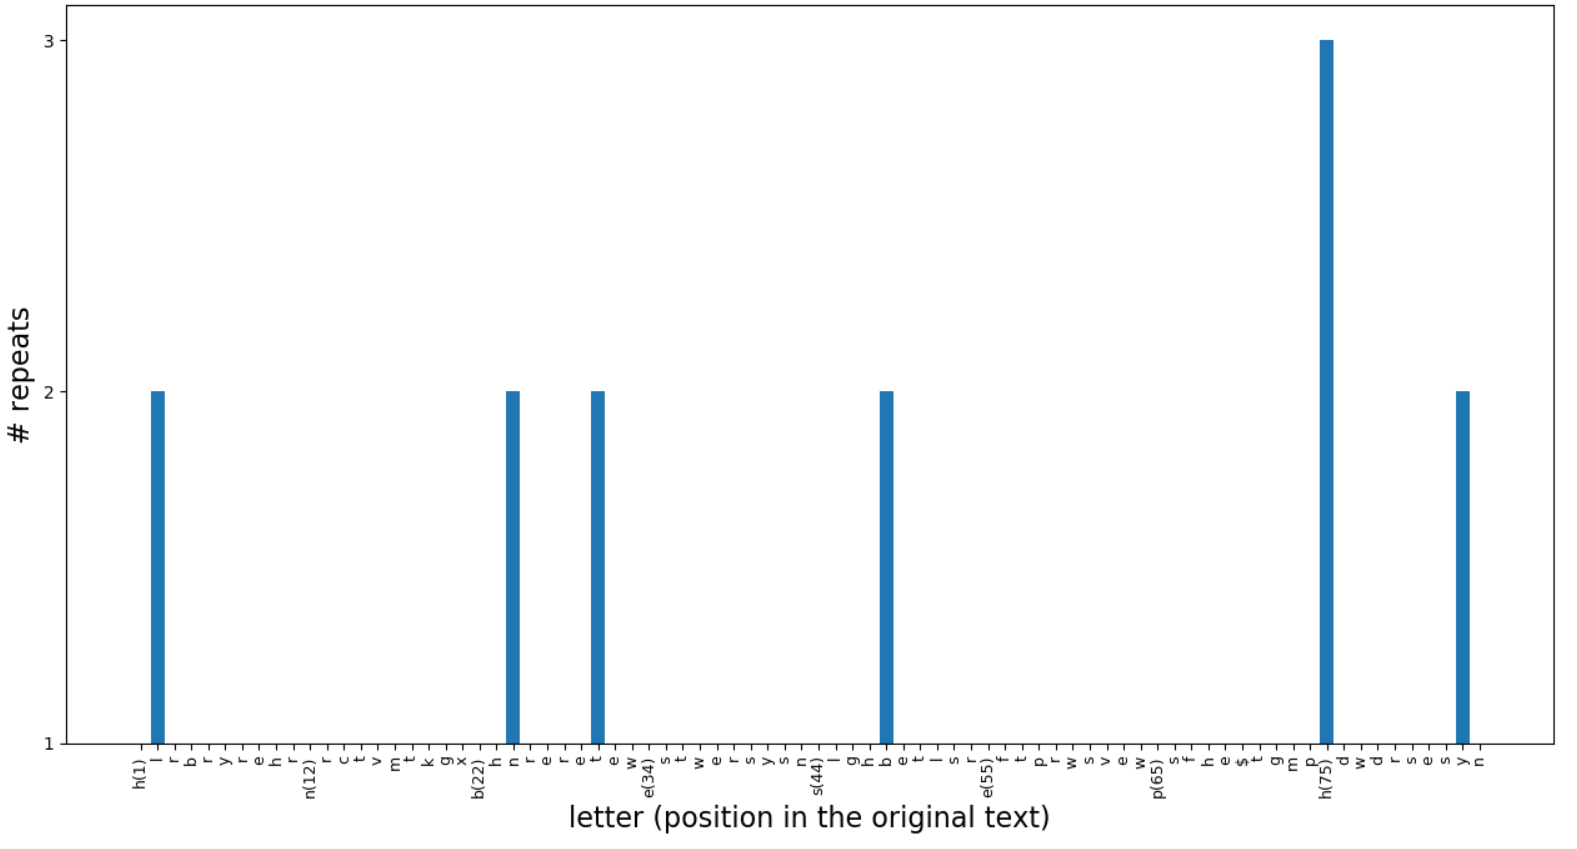 3
2
1
# repeats
h(1) l r b r y r e h r n(12) r c t v m t k g x b(22) h n r e r e t e w e(34) s t w e r s y s n s(44) l g h b e t l s r e(55) f t p r w s v e w p(65) s f h e $ t g m p h(75) d w d r s e s y n
letter (position in the original text)